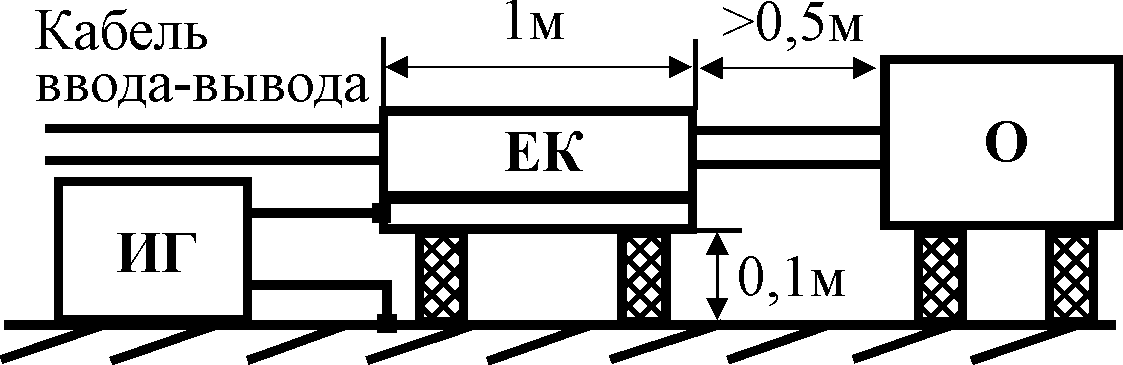 Кабель
ввода-вывода
1м
>0,5м
ЕК
О
ИГ
0,1м